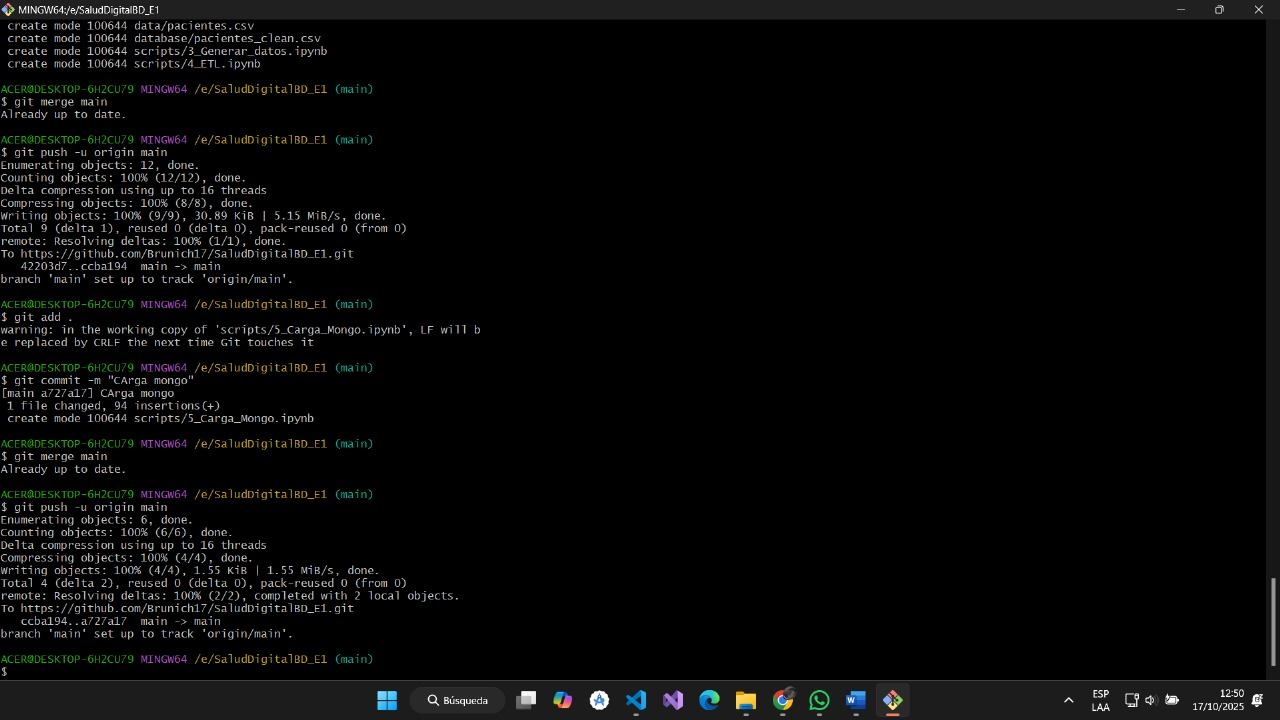 MINGW64:/e/SaludDigitalBD_E1
create mode 100644 data/pacientes.csv
create mode 100644 database/pacientes_clean.csv
create mode 100644 scripts/3_Generar_datos.ipynb
create mode 100644 scripts/4_ETL.ipynb
ACER@DESKTOP-6H2CU79 MINGW64 /e/SaludDigitalBD_E1 (main)
$ git merge main
Already up to date.
ACER@DESKTOP-6H2CU79 MINGW64 /e/SaludDigitalBD_E1 (main)
$ git push -u origin main
Enumerating objects: 12, done.
Counting objects: 100% (12/12), done.
Delta compression using up to 16 threads
Compressing objects: 100% (8/8), done.
Writing objects: 100% (9/9), 30.89 KiB | 5.15 MiB/s, done.
Total 9 (delta 1), reused 0 (delta 0), pack-reused 0 (from 0)
remote: Resolving deltas: 100% (1/1), done.
To https://github.com/Brunich17/SaludDigitalBD_E1.git
42203d7..ccba194  main -> main
branch 'main' set up to track 'origin/main'.
ACER@DESKTOP-6H2CU79 MINGW64 /e/SaludDigitalBD_E1 (main)
$ git add .
warning: in the working copy of 'scripts/5_Carga_Mongo.ipynb', LF will b
e replaced by CRLF the next time Git touches it
ACER@DESKTOP-6H2CU79 MINGW64 /e/SaludDigitalBD_E1 (main)
$ git commit -m "CArga mongo"
[main a727a17] CArga mongo
1 file changed, 94 insertions(+)
create mode 100644 scripts/5_Carga_Mongo.ipynb
ACER@DESKTOP-6H2CU79 MINGW64 /e/SaludDigitalBD_E1 (main)
$ git merge main
Already up to date.
ACER@DESKTOP-6H2CU79 MINGW64 /e/SaludDigitalBD_E1 (main)
$ git push -u origin main
Enumerating objects: 6, done.
Counting objects: 100% (6/6), done.
Delta compression using up to 16 threads
Compressing objects: 100% (4/4), done.
Writing objects: 100% (4/4), 1.55 KiB | 1.55 MiB/s, done.
Total 4 (delta 2), reused 0 (delta 0), pack-reused 0 (from 0)
remote: Resolving deltas: 100% (2/2), completed with 2 local objects.
To https://github.com/Brunich17/SaludDigitalBD_E1.git
ccba194..a727a17  main -> main
branch 'main' set up to track 'origin/main'.
ACER@DESKTOP-6H2CU79 MINGW64 /e/SaludDigitalBD_E1 (main)
$
Búsqueda
ESP
LAA
12:50
17/10/2025